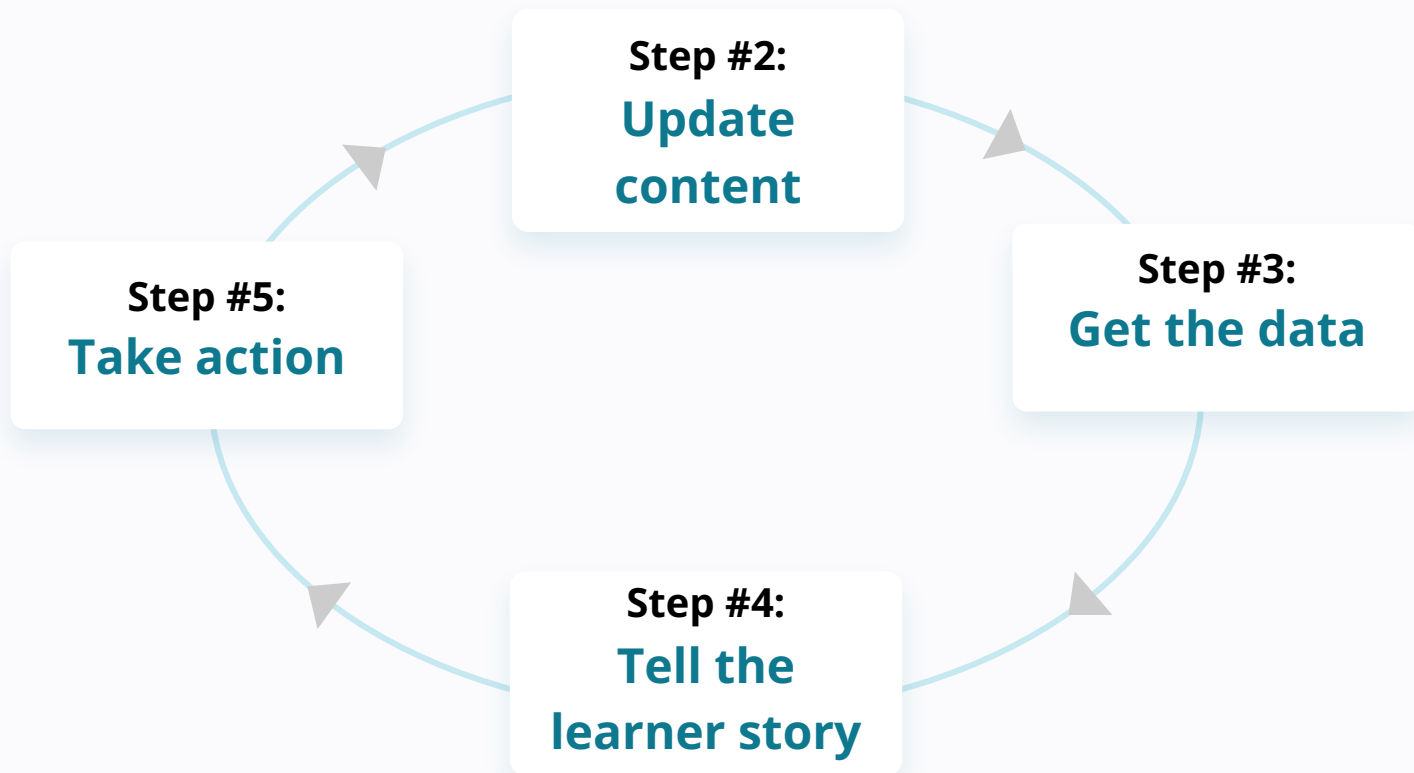 Step #2:
Update
content
Step #3:
Get the data
Step #4:
Tell the
learner story
Step #5:
Take action